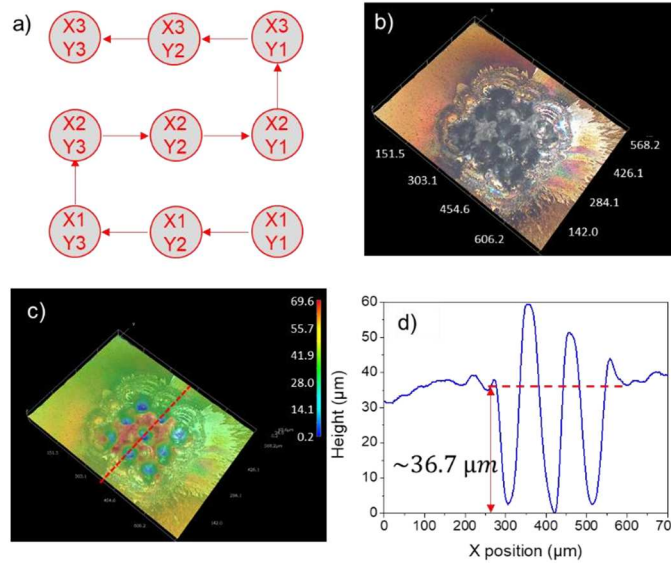 a)
X3
Y3
X3
Y2
X3
Y1
X2
Y3
X2
Y2
X2
Y1
X1
Y3
X1
Y2
X1
Y1
b)
151.5
303.1
454.6
606.2
568.2
426.1
284.1
142.0
c)
69.6
55.7
41.9
28.0
14.1
0.2
151.5
303.1
454.6
606.2
426.1
284.1
142.0
d)
Height (μm)
60
50
40
30
20
10
0
~36.7 μm
0 100 200 300 400 500 600 700
X position (μm)